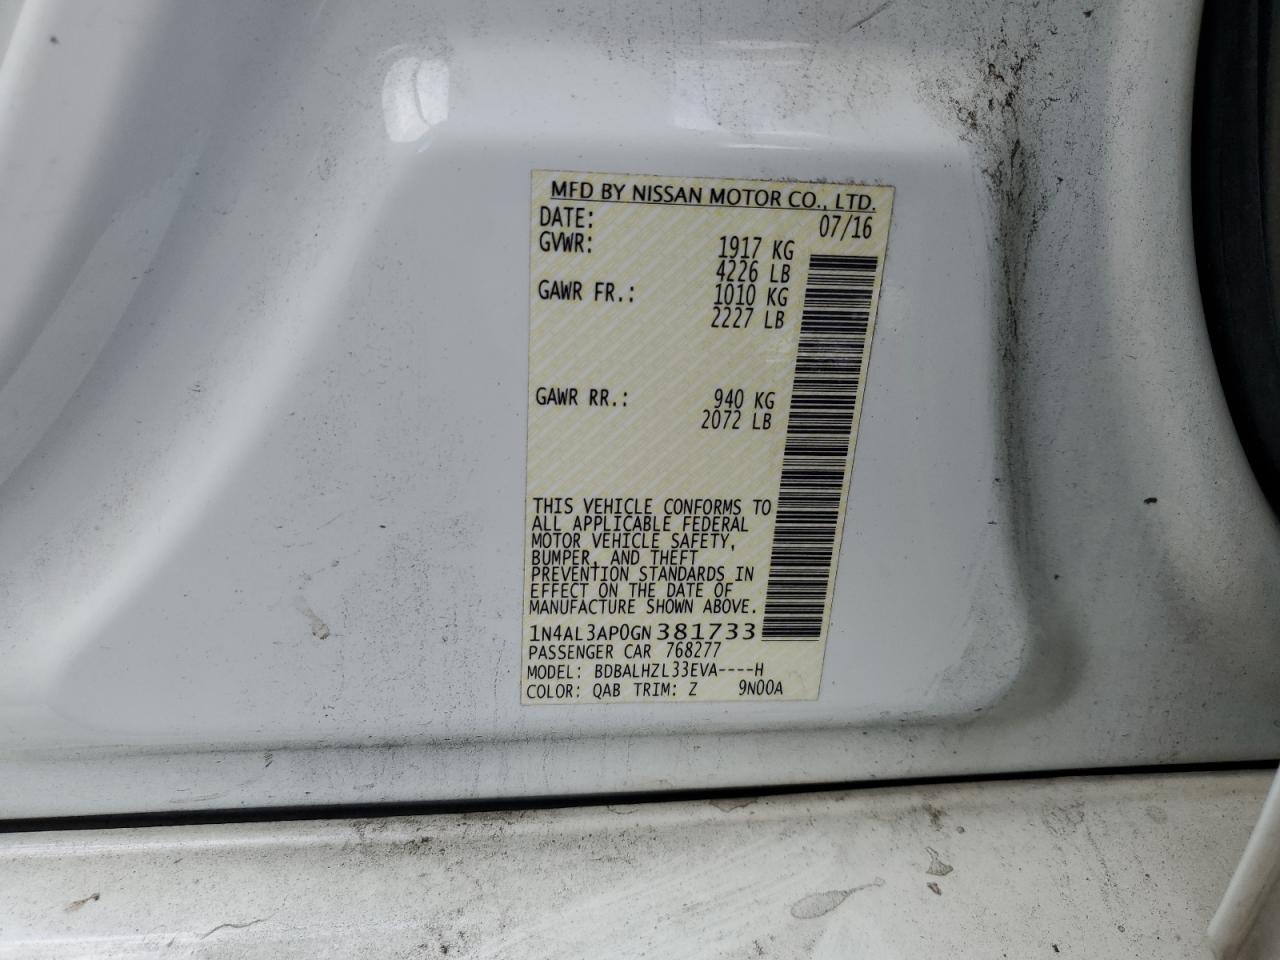 MFD BY NISSAN MOTOR CO., LTD.
DATE: 07/16
GVWR: 1917 KG
4226 LB
GAWR FR.: 1010 KG
2227 LB
GAWR RR.: 940 KG
2072 LB
THIS VEHICLE CONFORMS TO
ALL APPLICABLE FEDERAL
MOTOR VEHICLE SAFETY,
BUMPER, AND THEFT
PREVENTION STANDARDS IN
EFFECT ON THE DATE OF
MANUFACTURE SHOWN ABOVE.
1N4AL3AP0GN381733
PASSENGER CAR 768277
MODEL: BDBALHZL33EVA----H
COLOR: QAB TRIM: Z 9N00A